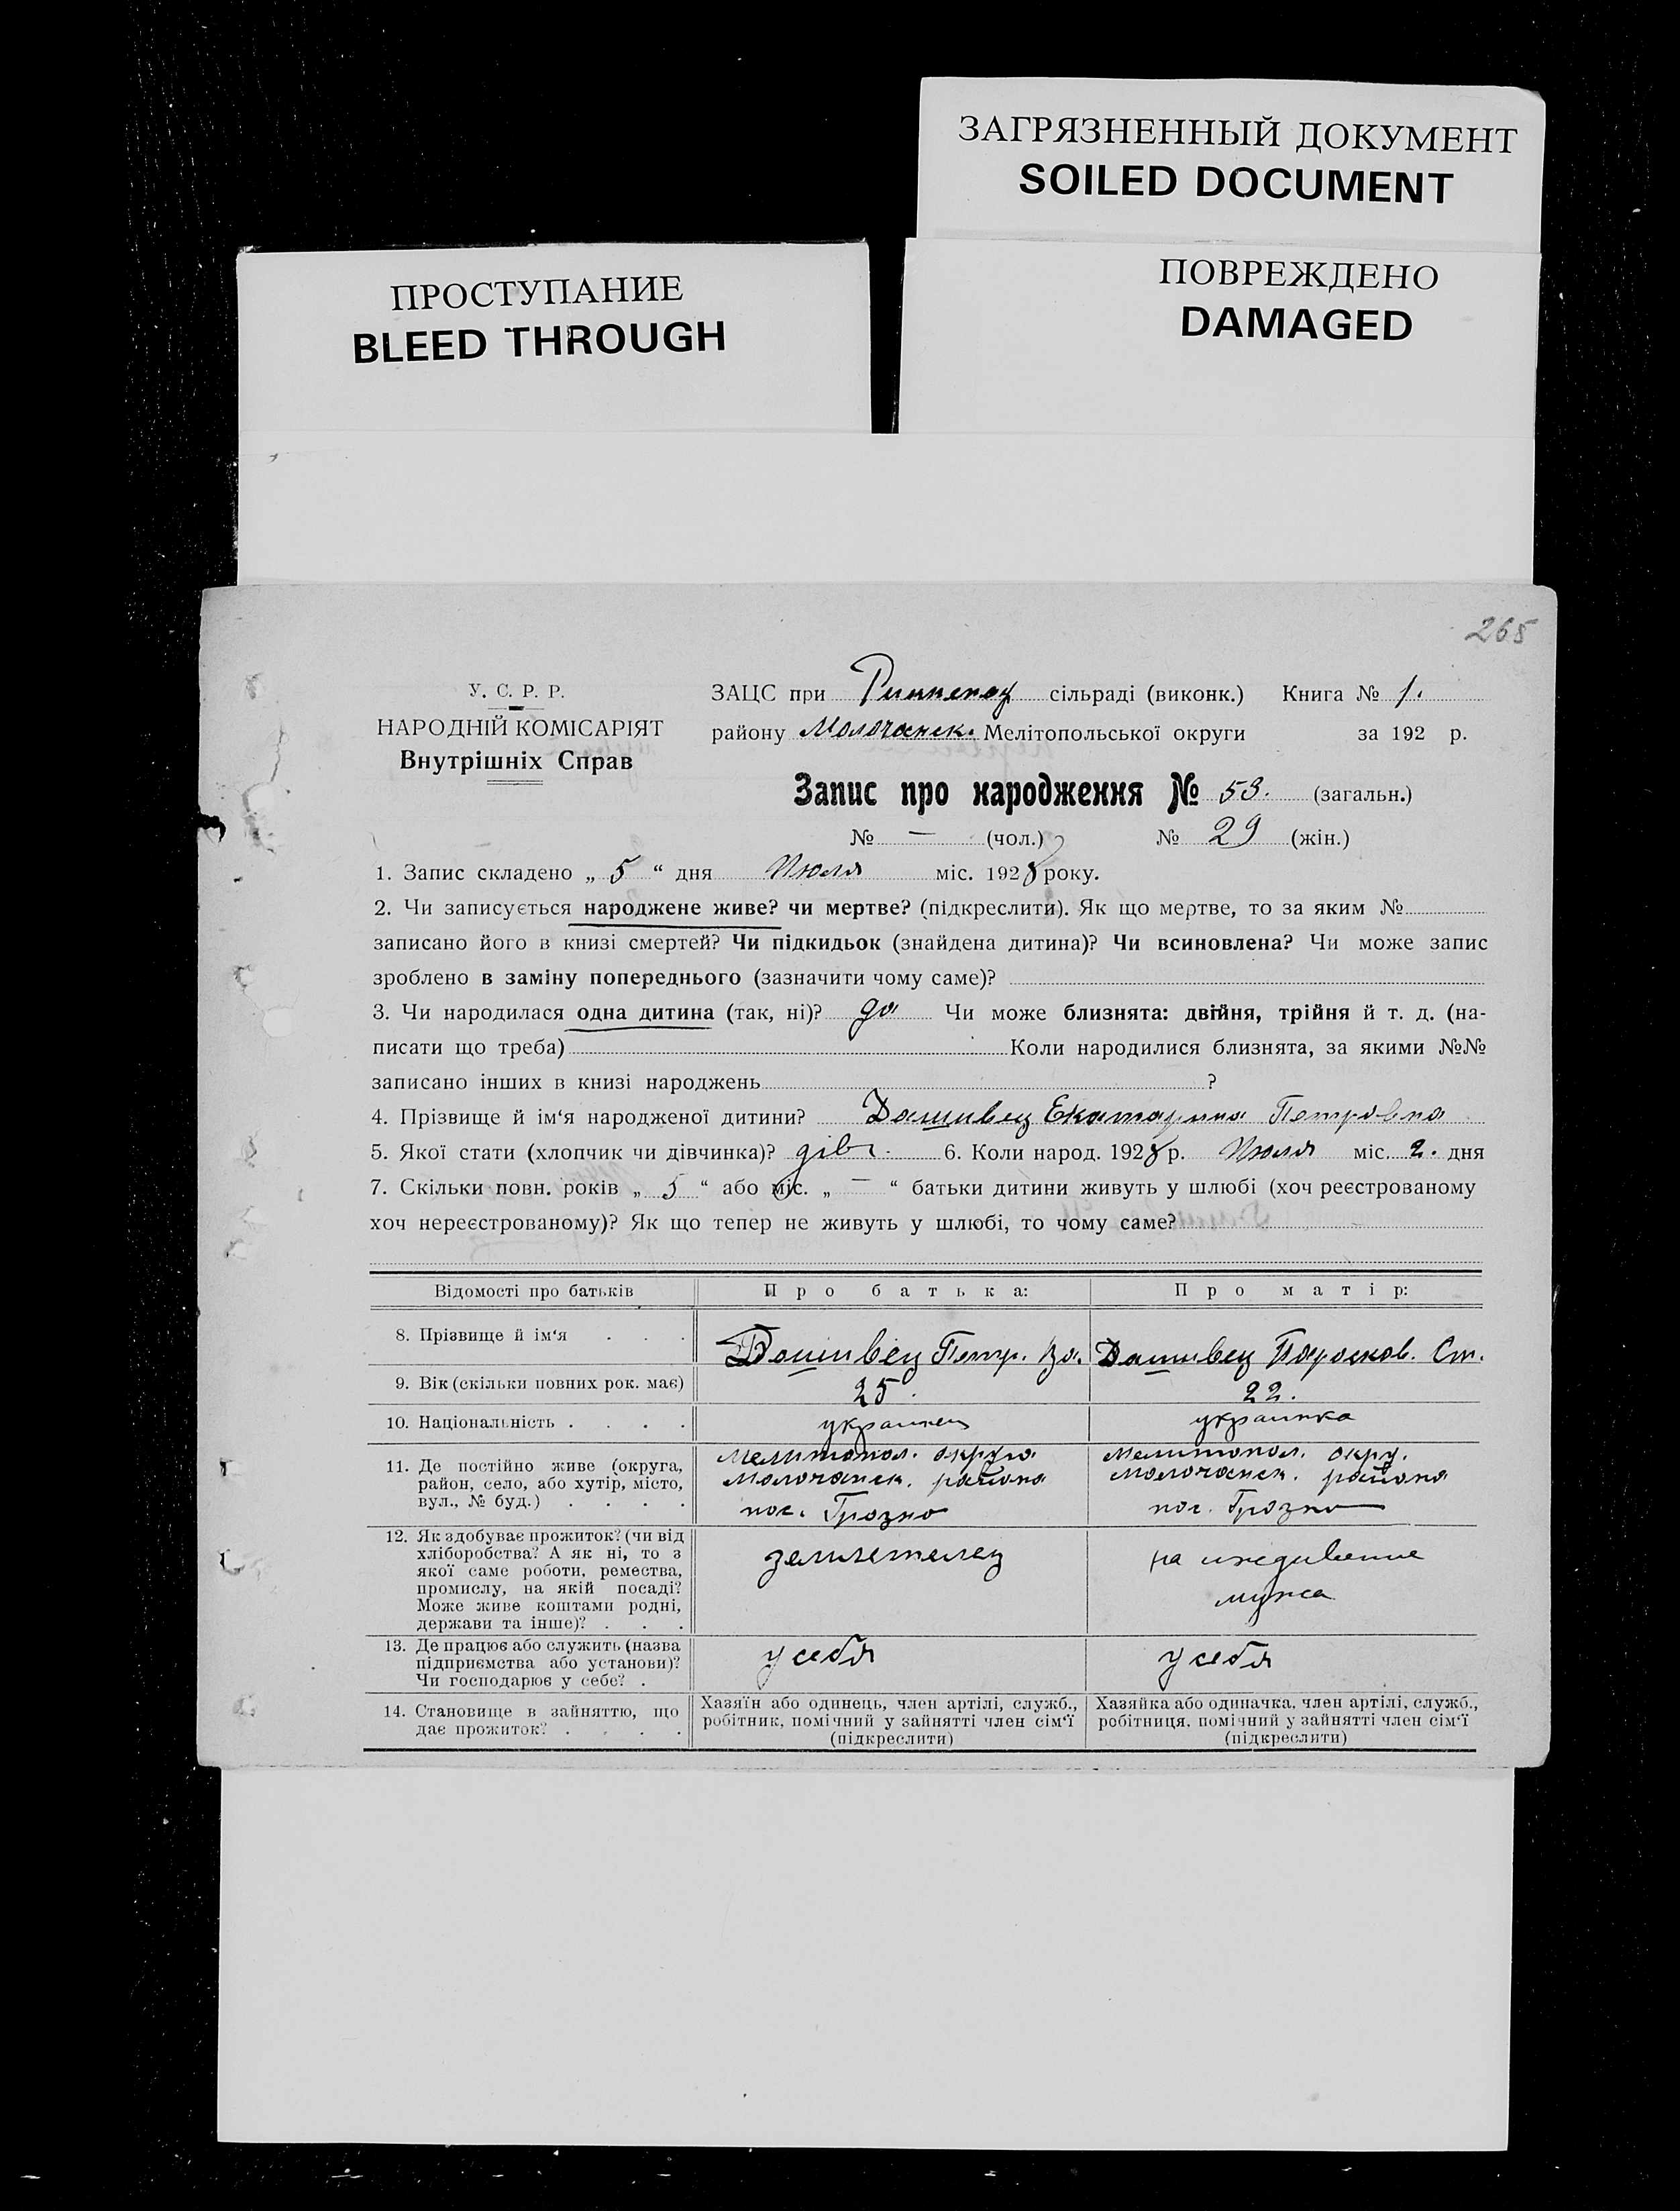 ЗАГРЯЗНЕННЫЙ ДОКУМЕНТ
SOILED DOCUMENT
ПРОСТУПАНИЕ
BLEED THROUGH
ПОВРЕЖДЕНО
DAMAGED
265
У. С. Р. Р.
НАРОДНІЙ КОМІСАРІЯТ
Внутрішніх Справ
ЗАЦС при сільраді (виконк.) Книга № 1.
району Молочанск. Мелітопольської округи за 192 р.
Запис про народження № 53. (загальн.)
№ — (чол.) № 29 (жін.)
1. Запис складено „ 5 “ дня Июля міс. 1928 року.
2. Чи записується народжене живе? чи мертве? (підкреслити). Як що мертве, то за яким №
записано його в книзі смертей? Чи підкидьок (знайдена дитина)? Чи всиновлена? Чи може запис
зроблено в заміну попереднього (зазначити чому саме)?
3. Чи народилася одна дитина (так, ні)? да Чи може близнята: двійня, трійня й т. д. (на-
писати що треба) Коли народилися близнята, за якими №№
записано інших в книзі народжень ?
4. Прізвище й ім‘я народженої дитини? Дашивец Екатарина Петровна
5. Якої стати (хлопчик чи дівчинка)? дівч. 6. Коли народ. 1928 р. Июля міс. 2. дня
7. Скільки повн. років „ 5 “ або міс. „ — “ батьки дитини живуть у шлюбі (хоч реєстрованому
хоч нереєстрованому)? Як що тепер не живуть у шлюбі, то чому саме?
Відомості про батьків
Про батька:
Про матір:
8. Прізвище й ім‘я . . .
Дашивец Петр.
Дашивец Парасков. Ст.
9. Вік (скільки повних рок. має)
25.
22.
10. Національність . . . .
украинец
украинка
11. Де постійно живе (округа,
район, село, або хутір, місто,
вул., № буд.) . . . .
Мелитопол. округа
Молочанск. района
пос. Грозно
Мелитопол. окру.
Молочанск. района
пос. Грозно
12. Як здобуває прожиток? (чи від
хліборобства? А як ні, то з
якої саме роботи, ремества,
промислу, на якій посаді?
Може живе коштами родні,
держави та інше)? . . .
землетелец
на иждивение
мужа
13. Де працює або служить (назва
підприємства або установи)?
Чи господарює у себе? .
у себя
у себя
14. Становище в зайняттю, що
дає прожиток? . . . .
Хазяїн або одинець, член артілі, служб.,
робітник, помічний у зайнятті член сім‘ї
(підкреслити)
Хазяйка або одиначка, член артілі, служб.,
робітниця, помічний у зайнятті член сім‘ї
(підкреслити)